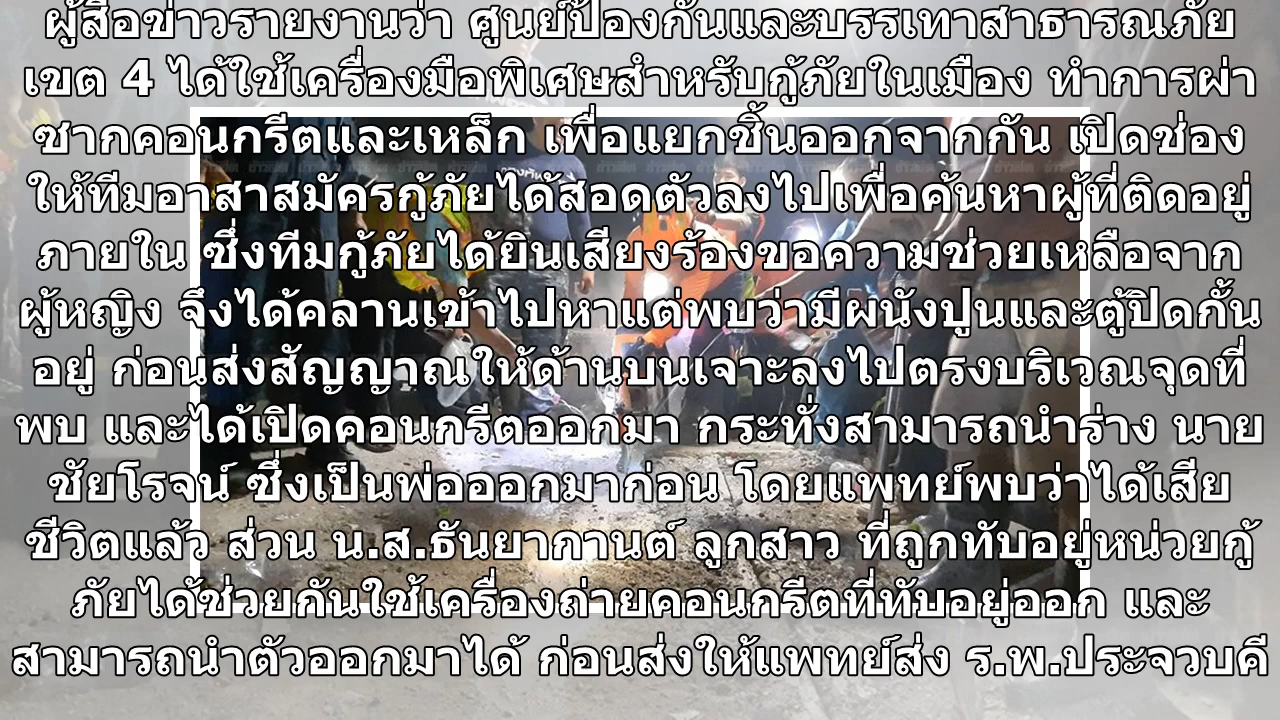 ผู้สื่อข่าวรายงานว่า ศูนย์ป้องกันและบรรเทาสาธารณภัย
เขต 4 ได้ใช้เครื่องมือพิเศษสำหรับกู้ภัยในเมือง ทำการผ่า
ซากคอนกรีตและเหล็ก เพื่อแยกชิ้นออกจากกัน เปิดช่อง
ให้ทีมอาสาสมัครกู้ภัยได้สอดตัวลงไปเพื่อค้นหาผู้ที่ติดอยู่
ภายใน ซึ่งทีมกู้ภัยได้ยินเสียงร้องขอความช่วยเหลือจาก
ผู้หญิง จึงได้คลานเข้าไปหาแต่พบว่ามีผนังปูนและตู้ปิดกั้น
อยู่ ก่อนส่งสัญญาณให้ด้านบนเจาะลงไปตรงบริเวณจุดที่
พบ และได้เปิดคอนกรีตออกมา กระทั่งสามารถนำร่าง นาย
ชัยโรจน์ ซึ่งเป็นพ่อออกมาก่อน โดยแพทย์พบว่าได้เสีย
ชีวิตแล้ว ส่วน น.ส.ธันยากานต์ ลูกสาว ที่ถูกทับอยู่หน่วยกู้
ภัยได้ช่วยกันใช้เครื่องถ่ายคอนกรีตที่ทับอยู่ออก และ
สามารถนำตัวออกมาได้ ก่อนส่งให้แพทย์ส่ง ร.พ.ประจวบคี